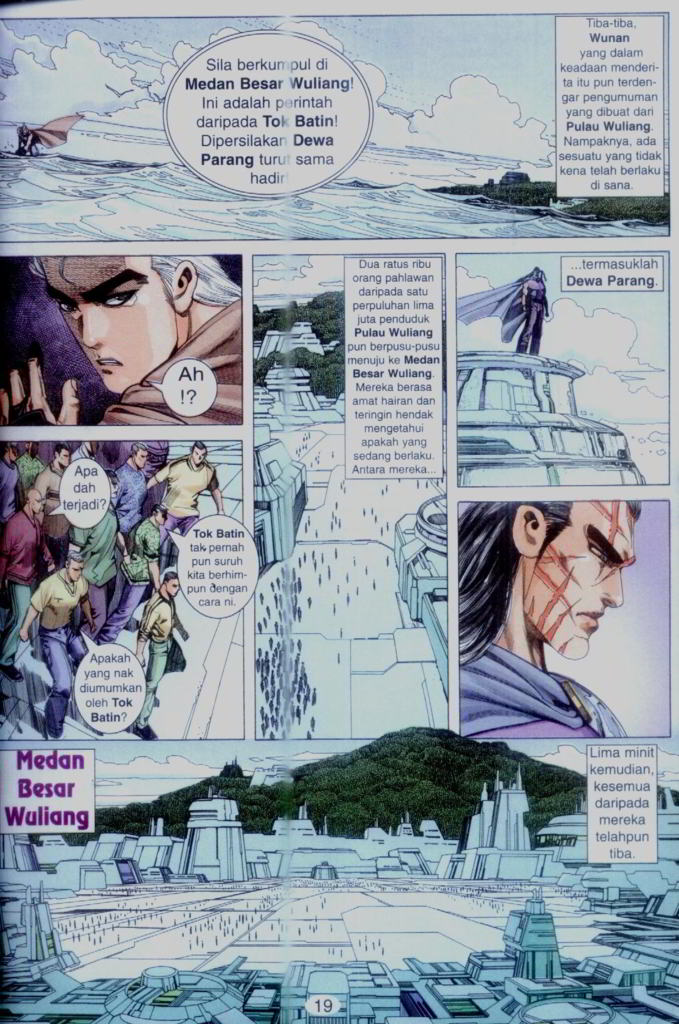 Sila berkumpul di
Medan Besar Wuliang!
Ini adalah perintah
daripada Tok Batin!
Dipersilakan Dewa
Parang turut sama
hadir!
Tiba-tiba,
Wunan
yang dalam
keadaan menderi-
ta itu pun terden-
gar pengumuman
yang dibuat dari
Pulau Wuliang.
Nampaknya, ada
sesuatu yang tidak
kena telah berlaku
di sana.
Ah
!?
Dua ratus ribu
orang pahlawan
daripada satu
perpuluhan lima
juta penduduk
Pulau Wuliang
pun berpusu-pusu
menuju ke Medan
Besar Wuliang.
Mereka berasa
amat hairan dan
teringin hendak
mengetahui
apakah yang
sedang berlaku.
Antara mereka...
...termasuklah
Dewa Parang.
Apa
dah
terjadi?
Tok Batin
tak pernah
pun suruh
kita berhim-
pun dengan
cara ni.
Apakah
yang nak
diumumkan
oleh Tok
Batin?
Medan
Besar
Wuliang
Lima minit
kemudian,
kesemua
daripada
mereka
telahpun
tiba.
19